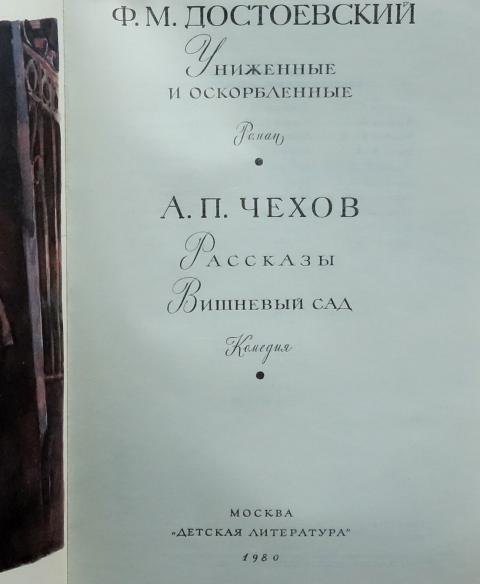 Ф. М. ДОСТОЕВСКИЙ
УНИЖЕННЫЕ
И ОСКОРБЛЕННЫЕ
Роман
А. П. ЧЕХОВ
РАССКАЗЫ
ВИШНЕВЫЙ САД
Комедия
МОСКВА
„ДЕТСКАЯ ЛИТЕРАТУРА"
1980